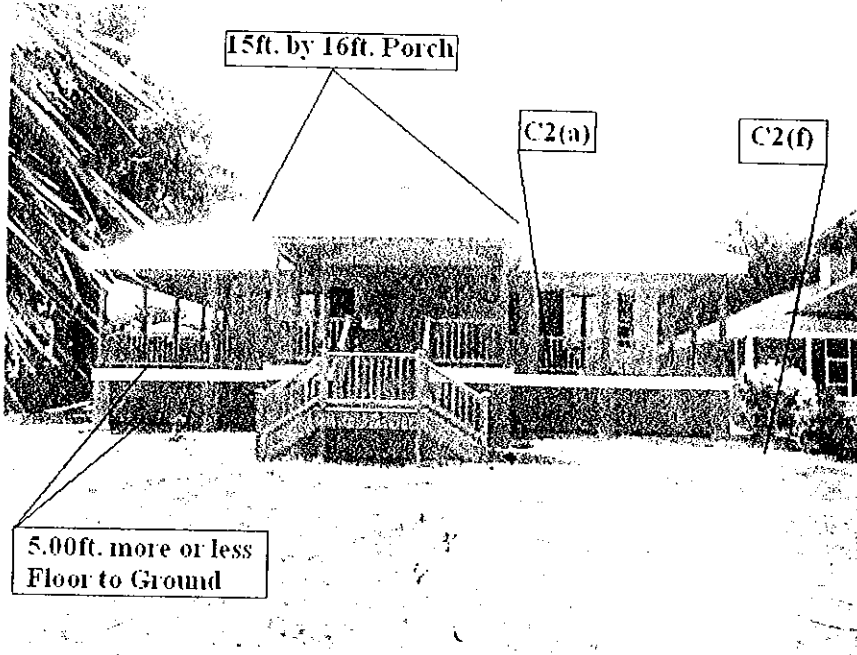 15ft. by 16ft. Porch
C2(a)
C2(f)
5.00ft. more or less
Floor to Ground